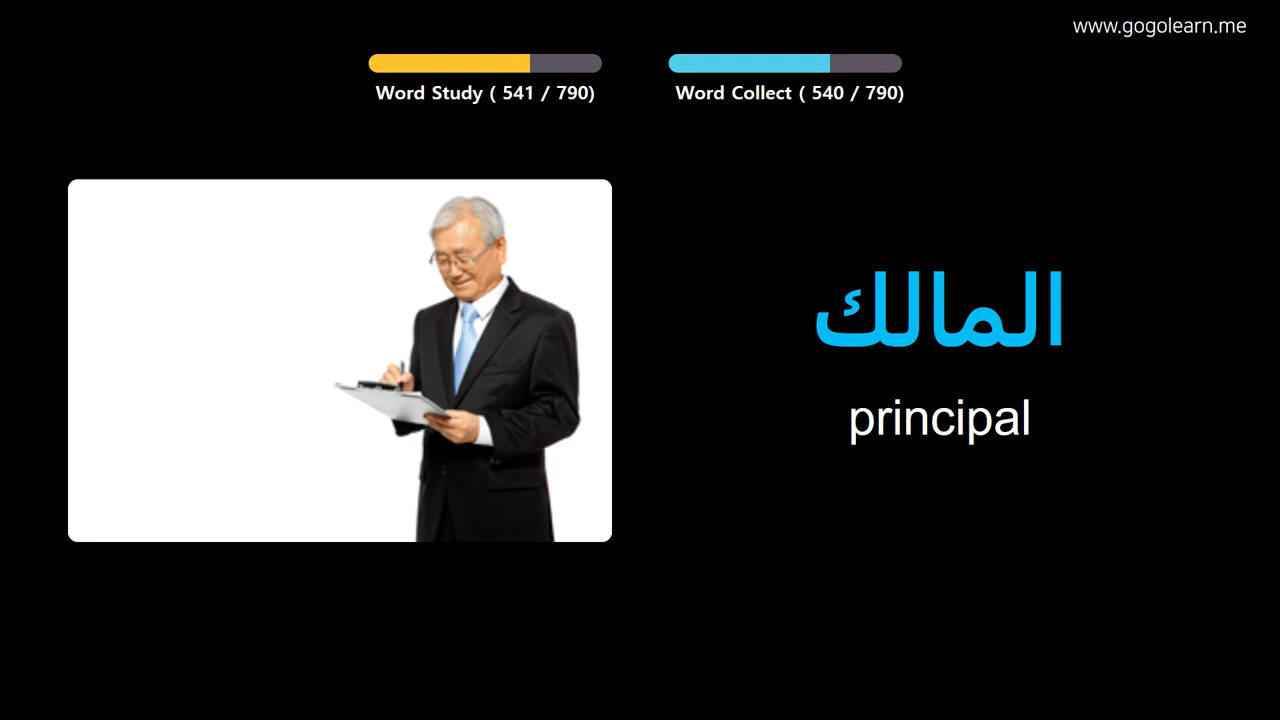 www.gogolearn.me
Word Study ( 541 / 790)
Word Collect ( 540 / 790)
المالك
principal